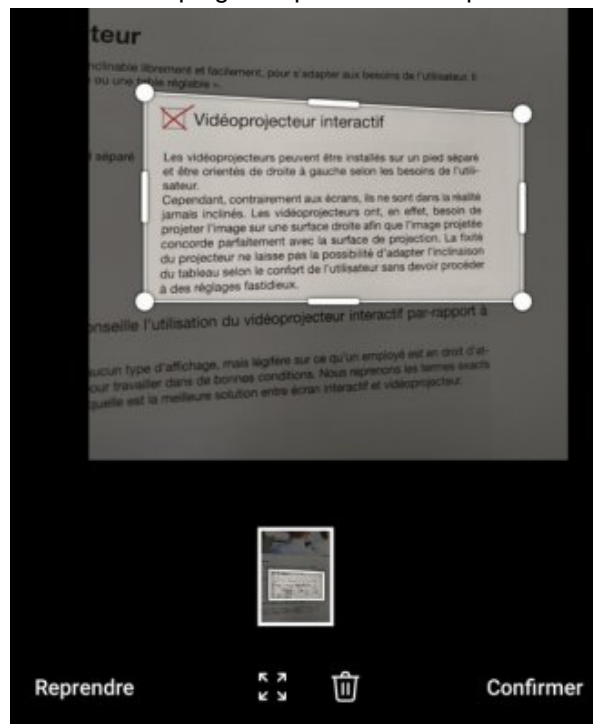 teur
inclinable librement et facilement, pour s'adapter aux besoins de l'utilisateur. Il
ou une table réglable ».
Vidéoprojecteur interactif
séparé
Les vidéoprojecteurs peuvent être installés sur un pied séparé
et être orientés de droite à gauche selon les besoins de l'utili-
sateur.
Cependant, contrairement aux écrans, ils ne sont dans la réalité
jamais inclinés. Les vidéoprojecteurs ont, en effet, besoin de
projeter l'image sur une surface droite afin que l'image projetée
concorde parfaitement avec la surface de projection. La fixité
du projecteur ne laisse pas la possibilité d'adapter l'inclinaison
du tableau selon le confort de l'utilisateur sans devoir procéder
à des réglages fastidieux.
onseille l'utilisation du vidéoprojecteur interactif par-rapport à
aucun type d'affichage, mais légifère sur ce qu'un employé est en droit d'at-
pour travailler dans de bonnes conditions. Nous reprenons les termes exacts
quelle est la meilleure solution entre écran interactif et vidéoprojecteur.
Reprendre
Confirmer